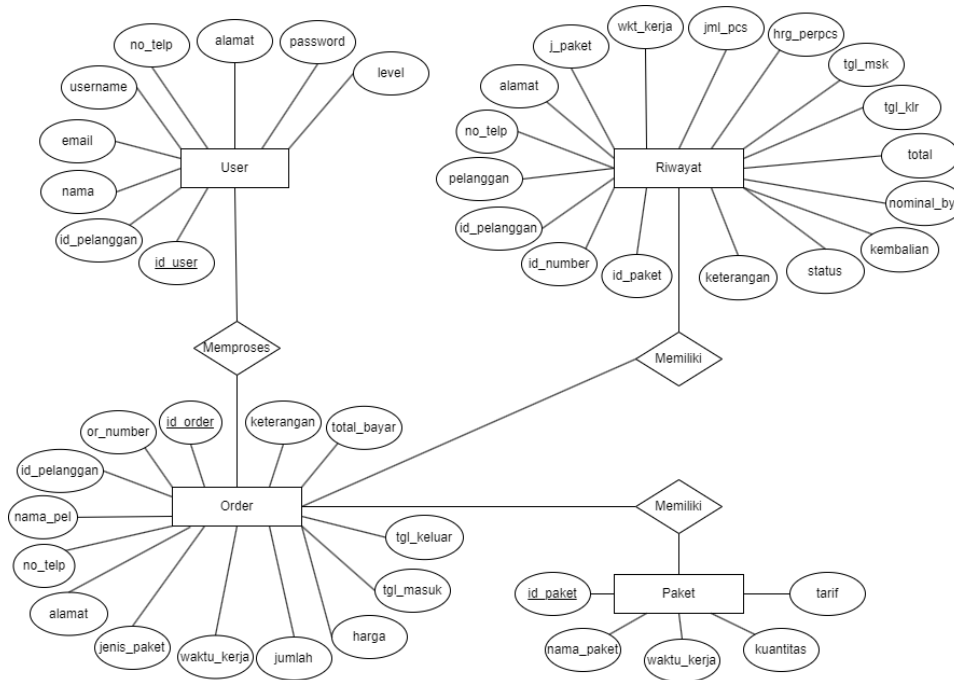 no_telp
alamat
password
username
level
email
User
nama
id_pelanggan
id_user
wkt_kerja
jml_pcs
hrg_perpcs
j_paket
tgl_msk
alamat
tgl_klr
no_telp
total
Riwayat
pelanggan
nominal_by
id_pelanggan
kembalian
id_number
id_paket
keterangan
status
Memproses
Memiliki
id_order
keterangan
total_bayar
or_number
id_pelanggan
Order
nama_pel
tgl_keluar
no_telp
tgl_masuk
alamat
harga
jenis_paket
waktu_kerja
jumlah
Memiliki
id_paket
Paket
tarif
nama_paket
waktu_kerja
kuantitas